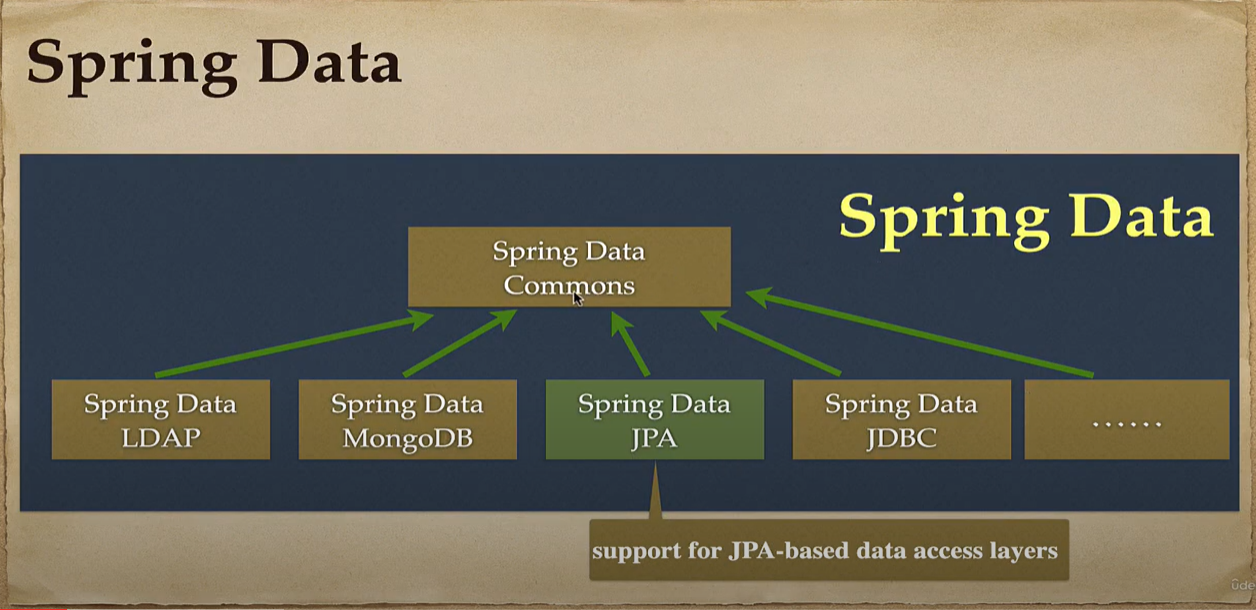 Spring Data
Spring Data
Spring Data
Commons
Spring Data
LDAP
Spring Data
MongoDB
Spring Data
JPA
Spring Data
JDBC
......
support for JPA-based data access layers
ude